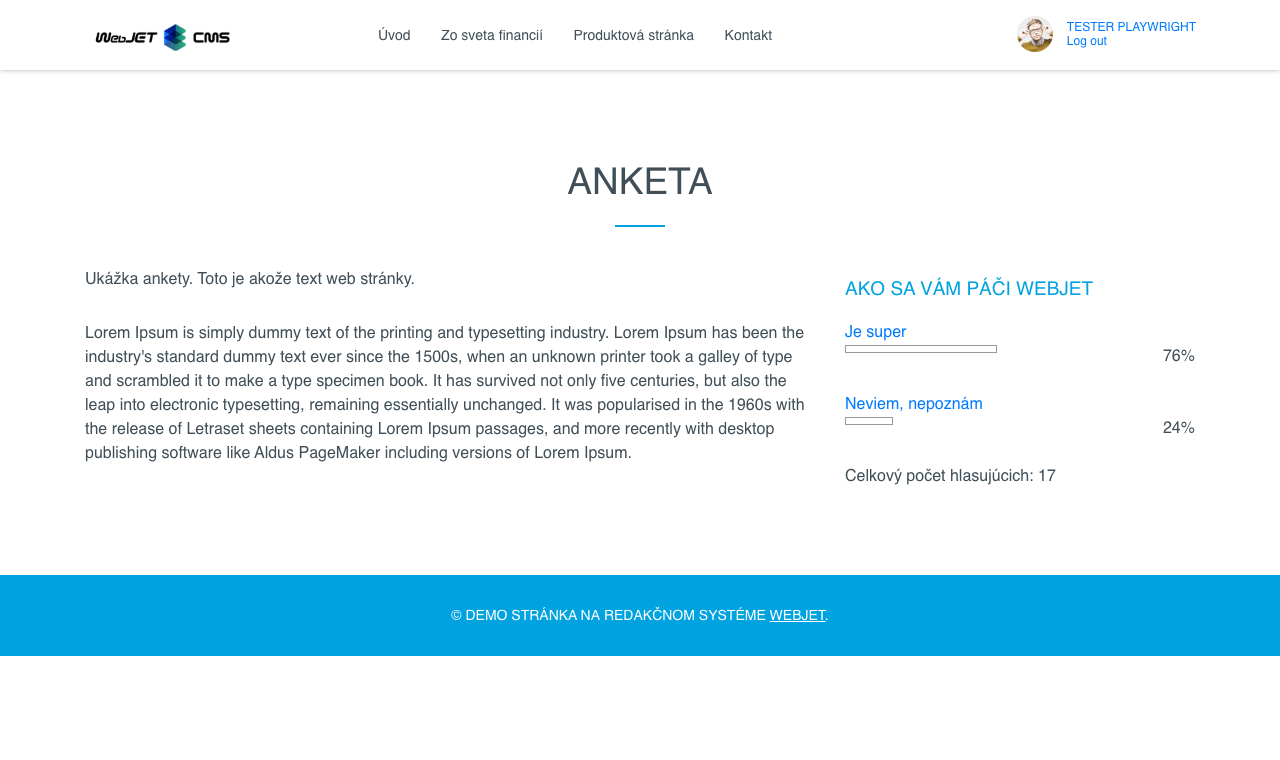 WebJET CMS
Úvod
Zo sveta financií
Produktová stránka
Kontakt
TESTER PLAYWRIGHT
Log out
ANKETA
Ukážka ankety. Toto je akože text web stránky.
Lorem Ipsum is simply dummy text of the printing and typesetting industry. Lorem Ipsum has been the
industry's standard dummy text ever since the 1500s, when an unknown printer took a galley of type
and scrambled it to make a type specimen book. It has survived not only five centuries, but also the
leap into electronic typesetting, remaining essentially unchanged. It was popularised in the 1960s with
the release of Letraset sheets containing Lorem Ipsum passages, and more recently with desktop
publishing software like Aldus PageMaker including versions of Lorem Ipsum.
AKO SA VÁM PÁČI WEBJET
Je super
76%
Neviem, nepoznám
24%
Celkový počet hlasujúcich: 17
© DEMO STRÁNKA NA REDAKČNOM SYSTÉME WEBJET.